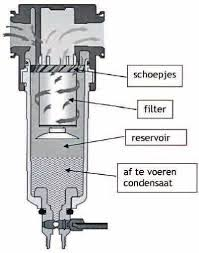 schoepjes
filter
reservoir
af te voeren
condensaat